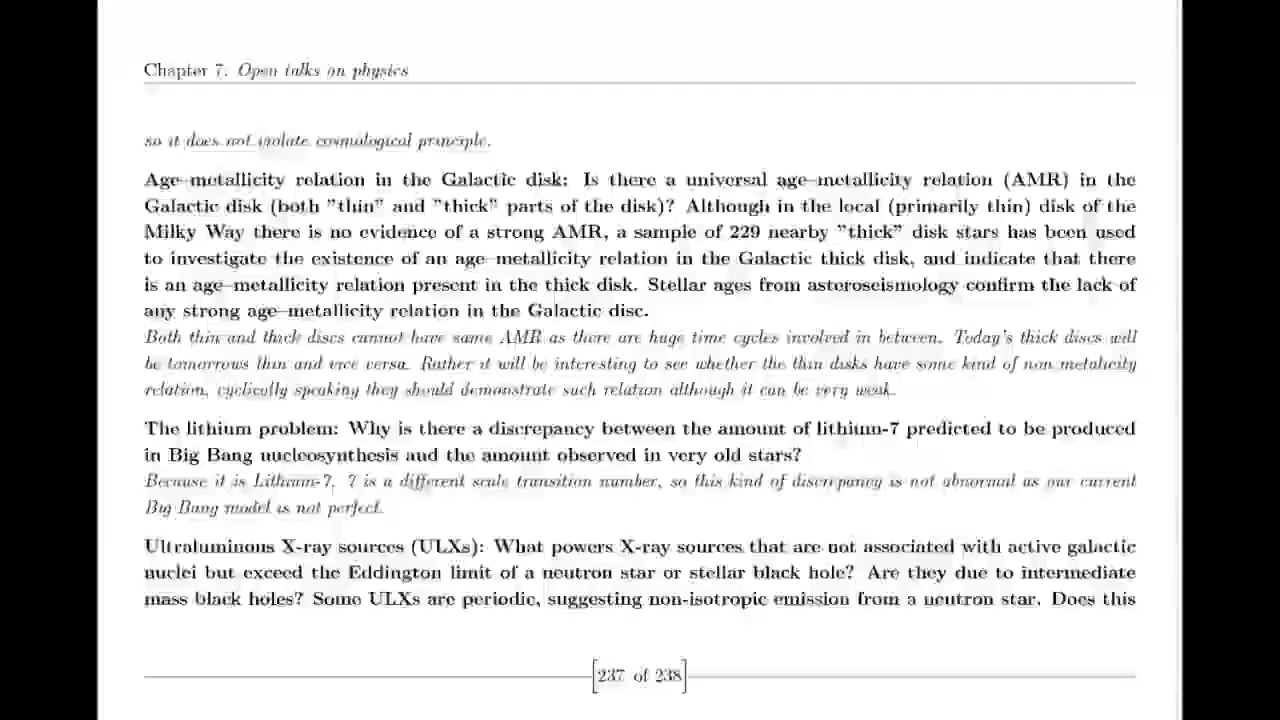 Chapter 7. Open talks on physics
so it does not violate cosmological principle.
Age–metallicity relation in the Galactic disk: Is there a universal age–metallicity relation (AMR) in the
Galactic disk (both "thin" and "thick" parts of the disk)? Although in the local (primarily thin) disk of the
Milky Way there is no evidence of a strong AMR, a sample of 229 nearby "thick" disk stars has been used
to investigate the existence of an age–metallicity relation in the Galactic thick disk, and indicate that there
is an age–metallicity relation present in the thick disk. Stellar ages from asteroseismology confirm the lack of
any strong age–metallicity relation in the Galactic disc.
Both thin and thick discs cannot have same AMR as there are huge time cycles involved in between. Today's thick discs will
be tomorrows thin and vice versa. Rather it will be interesting to see whether the thin disks have some kind of non metalicity
relation, cyclically speaking they should demonstrate such relation although it can be very weak.
The lithium problem: Why is there a discrepancy between the amount of lithium-7 predicted to be produced
in Big Bang nucleosynthesis and the amount observed in very old stars?
Because it is Lithium-7, 7 is a different scale transition number, so this kind of discrepancy is not abnormal as our current
Big Bang model is not perfect.
Ultraluminous X-ray sources (ULXs): What powers X-ray sources that are not associated with active galactic
nuclei but exceed the Eddington limit of a neutron star or stellar black hole? Are they due to intermediate
mass black holes? Some ULXs are periodic, suggesting non-isotropic emission from a neutron star. Does this
[237 of 238]